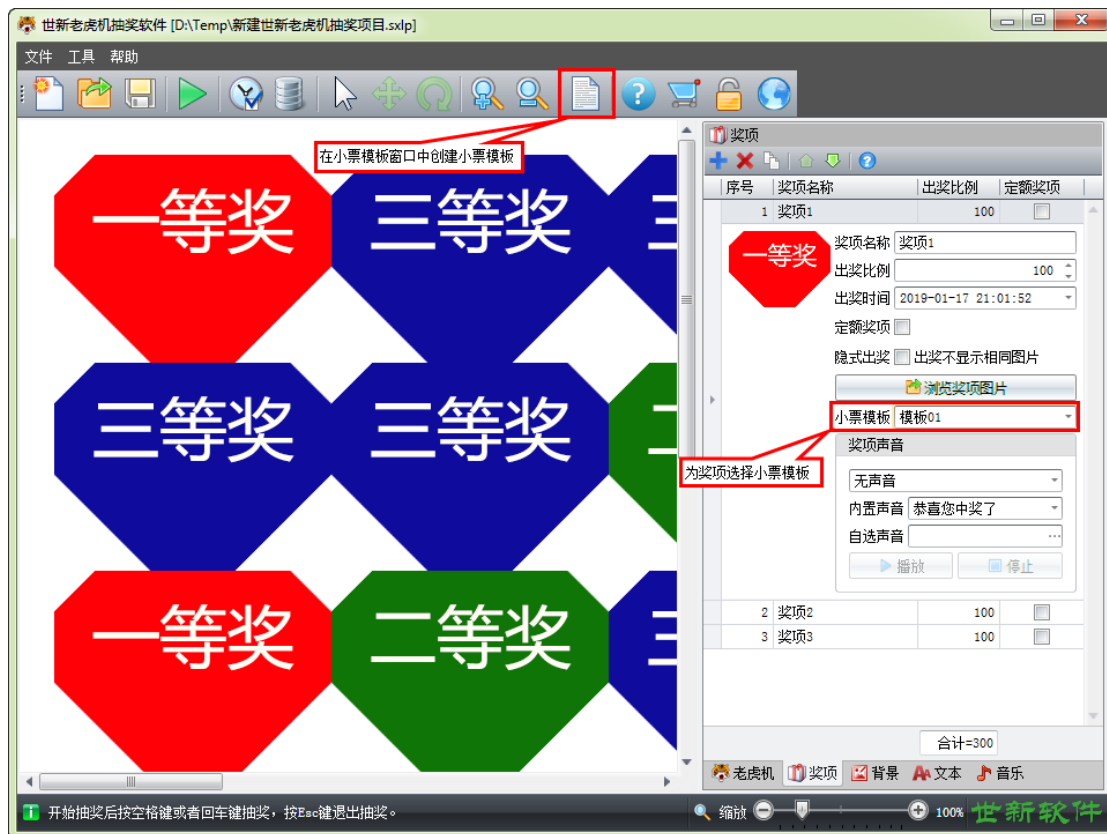 世新老虎机抽奖软件 [D:\Temp\新建世新老虎机抽奖项目.sxlp]
文件 工具 帮助
在小票模板窗口中创建小票模板
一等奖 三等奖 三
三等奖 三等奖 二
一等奖 二等奖 三
奖项
序号 奖项名称 出奖比例 定额奖项
1 奖项1 100
一等奖
奖项名称 奖项1
出奖比例 100
出奖时间 2019-01-17 21:01:52
定额奖项
隐式出奖 出奖不显示相同图片
浏览奖项图片
小票模板 模板01
为奖项选择小票模板
奖项声音
无声音
内置声音 恭喜您中奖了
自选声音 ...
播放 停止
2 奖项2 100
3 奖项3 100
合计=300
老虎机 奖项 背景 文本 音乐
开始抽奖后按空格键或者回车键抽奖，按Esc键退出抽奖。
缩放 100% 世新软件